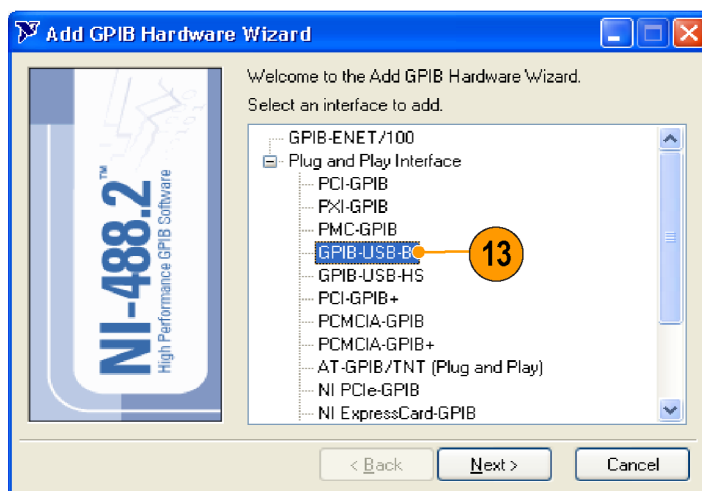 Add GPIB Hardware Wizard
NI-488.2™
High Performance GPIB Software
Welcome to the Add GPIB Hardware Wizard.
Select an interface to add.
GPIB-ENET/100
Plug and Play Interface
PCI-GPIB
PXI-GPIB
PMC-GPIB
GPIB-USB-B
13
GPIB-USB-HS
PCI-GPIB+
PCMCIA-GPIB
PCMCIA-GPIB+
AT-GPIB/TNT (Plug and Play)
NI PCIe-GPIB
NI ExpressCard-GPIB
< Back
Next >
Cancel